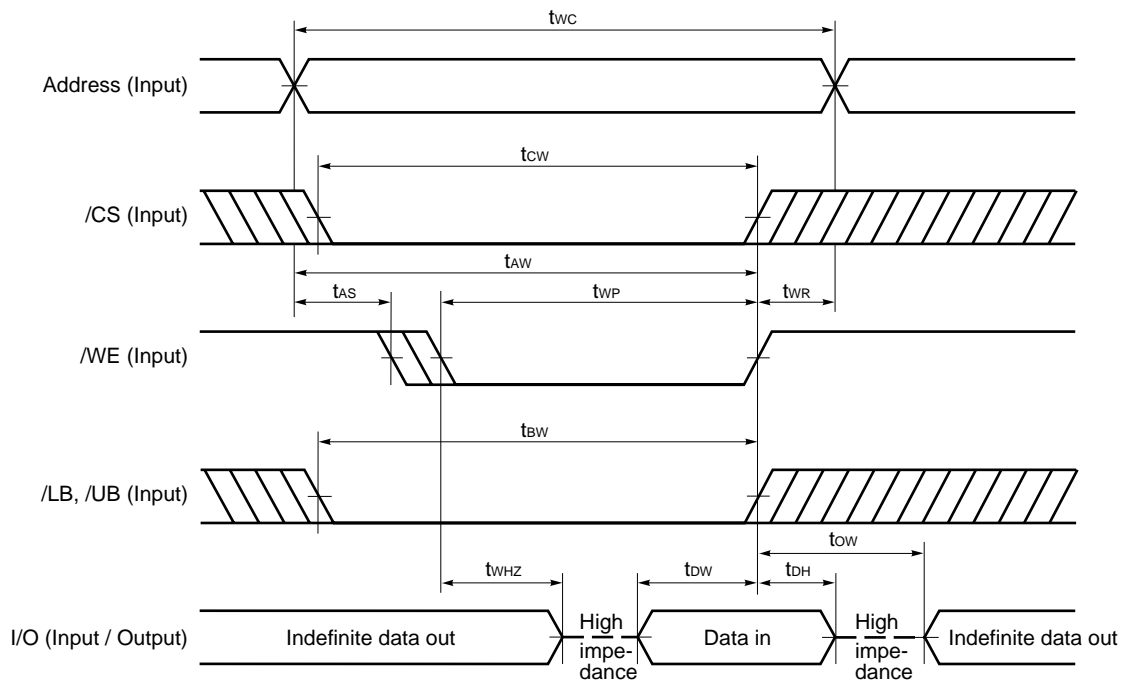 tWC
Address (Input)
tCW
/CS (Input)
tAW
tAS
tWP
tWR
/WE (Input)
tBW
/LB, /UB (Input)
tOW
tWHZ
tDW
tDH
I/O (Input / Output)
Indefinite data out
High
impe-
dance
Data in
High
impe-
dance
Indefinite data out